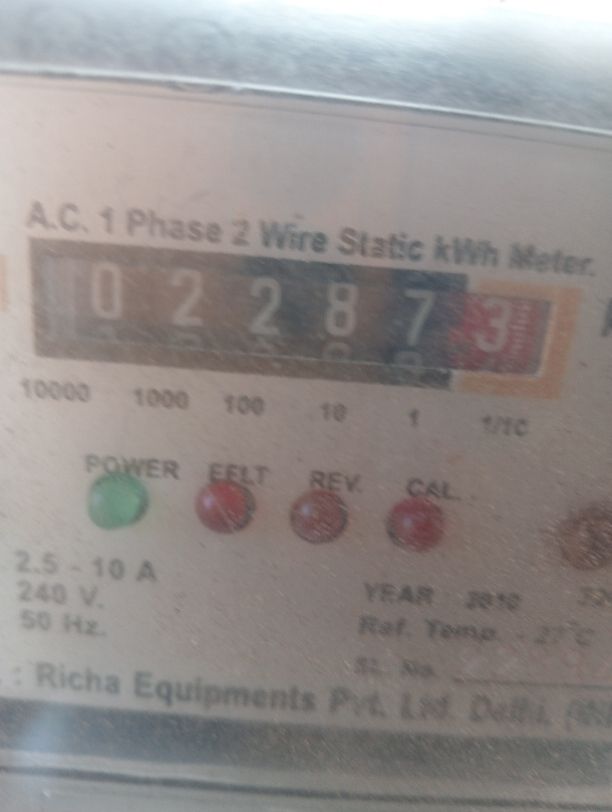 A.C. 1 Phase 2 Wire Static kWh Meter.
0 2 2 8 7 3
10000 1000 100 10 1 1/10
POWER EFLT REV. CAL.
2.5 - 10 A
240 V.
50 Hz.
YEAR 2010
Ref. Temp. - 27°C
SL. No.
: Richa Equipments Pvt. Ltd. Delhi.